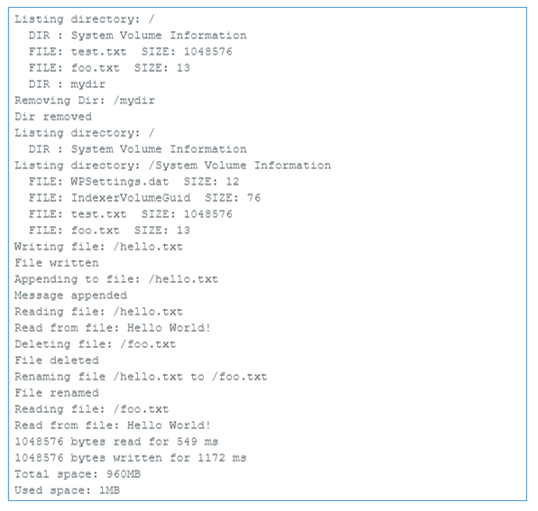 Listing directory: /
DIR : System Volume Information
FILE: test.txt  SIZE: 1048576
FILE: foo.txt  SIZE: 13
DIR : mydir
Removing Dir: /mydir
Dir removed
Listing directory: /
DIR : System Volume Information
Listing directory: /System Volume Information
FILE: WPSettings.dat  SIZE: 12
FILE: IndexerVolumeGuid  SIZE: 76
FILE: test.txt  SIZE: 1048576
FILE: foo.txt  SIZE: 13
Writing file: /hello.txt
File written
Appending to file: /hello.txt
Message appended
Reading file: /hello.txt
Read from file: Hello World!
Deleting file: /foo.txt
File deleted
Renaming file /hello.txt to /foo.txt
File renamed
Reading file: /foo.txt
Read from file: Hello World!
1048576 bytes read for 549 ms
1048576 bytes written for 1172 ms
Total space: 960MB
Used space: 1MB